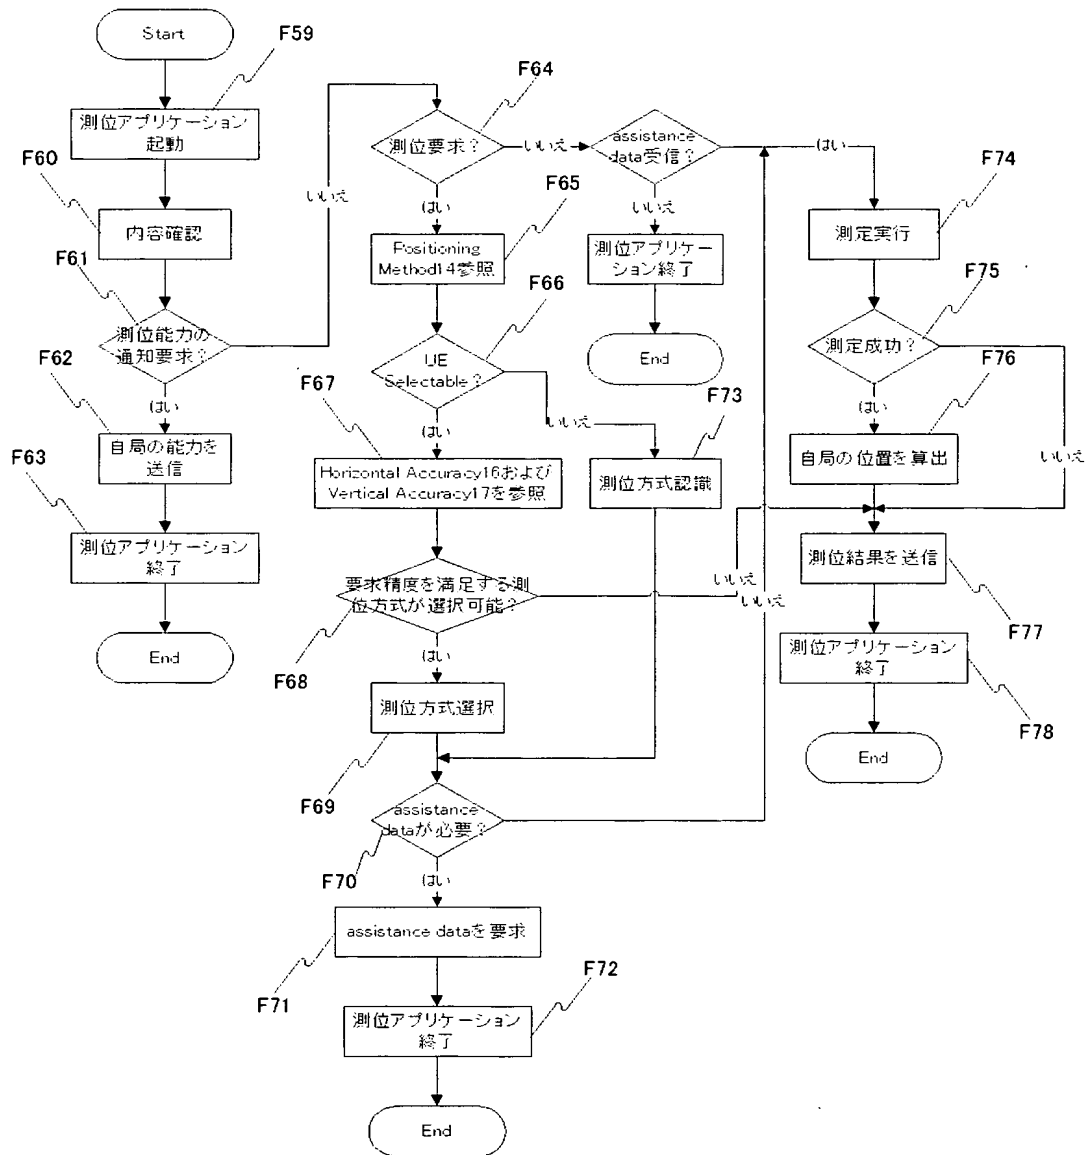 Start
F59
測位アプリケーション
起動
F60
内容確認
F61
測位能力の
通知要求?
いいえ
F62
はい
自局の能力を
送信
F63
測位アプリケーション
終了
End
F64
測位要求?
いいえ
はい
F65
Positioning
Method14参照
F66
UE
Selectable?
いいえ
F67
はい
Horizontal Accuracy16および
Vertical Accuracy17を参照
要求精度を満足する測
位方式が選択可能?
いいえ
F68
はい
測位方式選択
F69
assistance
dataが必要?
いいえ
F70
はい
assistance dataを要求
F71
F72
測位アプリケーション
終了
End
assistance
data受信?
はい
いいえ
測位アプリケー
ション終了
End
F73
測位方式認識
F74
測定実行
F75
測定成功?
F76
はい
いいえ
自局の位置を算出
測位結果を送信
F77
測位アプリケーション
終了
F78
End